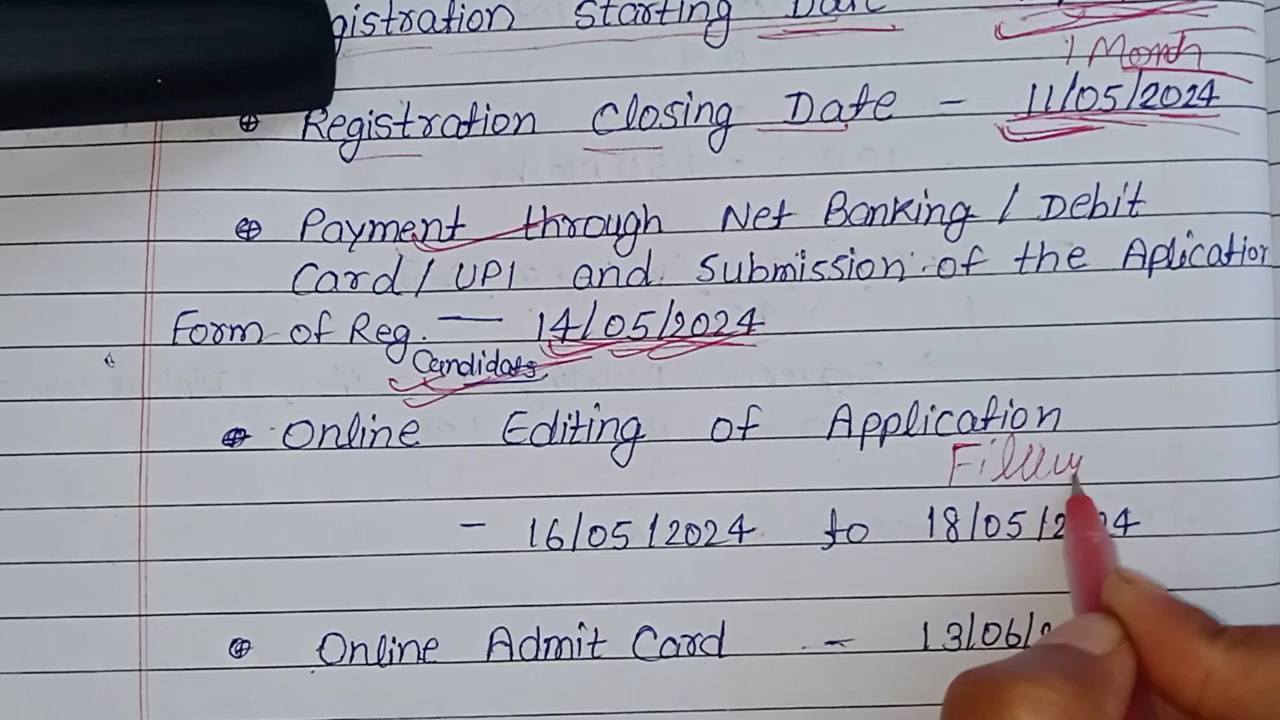 gistration Starting Date
1 Month
Registration Closing Date - 11/05/2024
Payment through Net Banking / Debit
Card / UPI and Submission of the Aplication
Form of Reg. — 14/05/2024
Candidates
Online Editing of Application
- 16/05/2024 to 18/05/2024
Online Admit Card - 13/06/